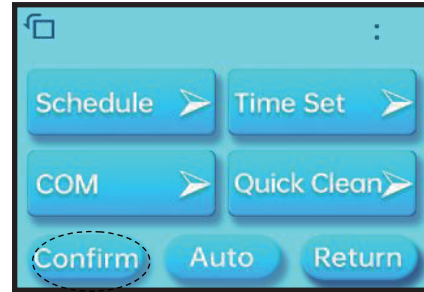 :
Schedule Time Set
COM Quick Clean
Confirm Auto Return